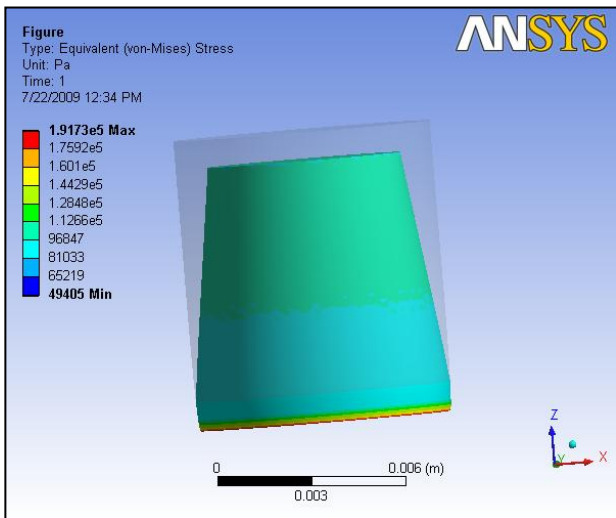 Figure
Type: Equivalent (von-Mises) Stress
Unit: Pa
Time: 1
7/22/2009 12:34 PM
ANSYS
1.9173e5 Max
1.7592e5
1.601e5
1.4429e5
1.2848e5
1.1266e5
96847
81033
65219
49405 Min
0 0.006 (m)
0.003
Z
Y X